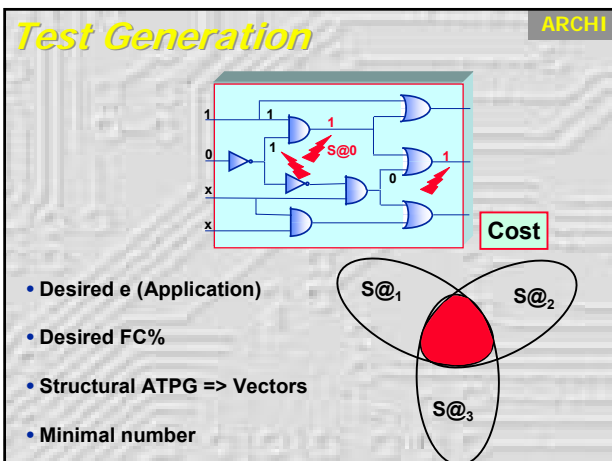 Test Generation
ARCHI
1
1
1
S@0
0
1
1
0
x
x
Cost
• Desired e (Application)
• Desired FC%
• Structural ATPG => Vectors
• Minimal number
S@1
S@2
S@3